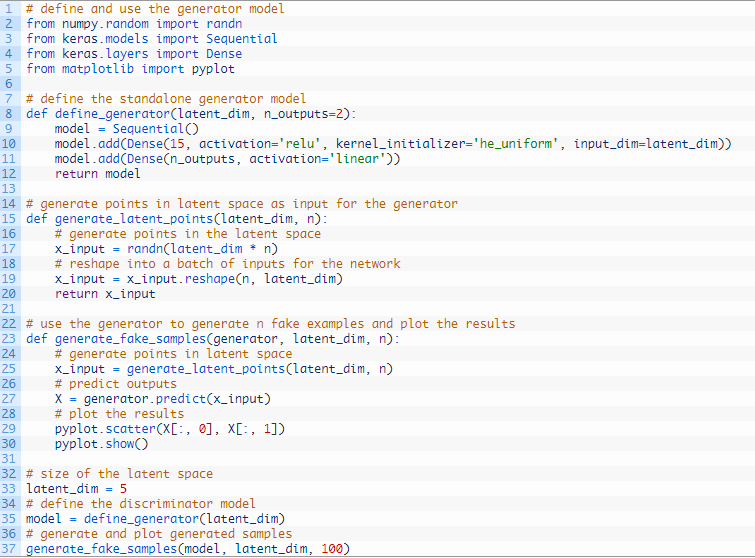 1 # define and use the generator model
2 from numpy.random import randn
3 from keras.models import Sequential
4 from keras.layers import Dense
5 from matplotlib import pyplot
6
7 # define the standalone generator model
8 def define_generator(latent_dim, n_outputs=2):
9     model = Sequential()
10     model.add(Dense(15, activation='relu', kernel_initializer='he_uniform', input_dim=latent_dim))
11     model.add(Dense(n_outputs, activation='linear'))
12     return model
13
14 # generate points in latent space as input for the generator
15 def generate_latent_points(latent_dim, n):
16     # generate points in the latent space
17     x_input = randn(latent_dim * n)
18     # reshape into a batch of inputs for the network
19     x_input = x_input.reshape(n, latent_dim)
20     return x_input
21
22 # use the generator to generate n fake examples and plot the results
23 def generate_fake_samples(generator, latent_dim, n):
24     # generate points in latent space
25     x_input = generate_latent_points(latent_dim, n)
26     # predict outputs
27     X = generator.predict(x_input)
28     # plot the results
29     pyplot.scatter(X[:, 0], X[:, 1])
30     pyplot.show()
31
32 # size of the latent space
33 latent_dim = 5
34 # define the discriminator model
35 model = define_generator(latent_dim)
36 # generate and plot generated samples
37 generate_fake_samples(model, latent_dim, 100)